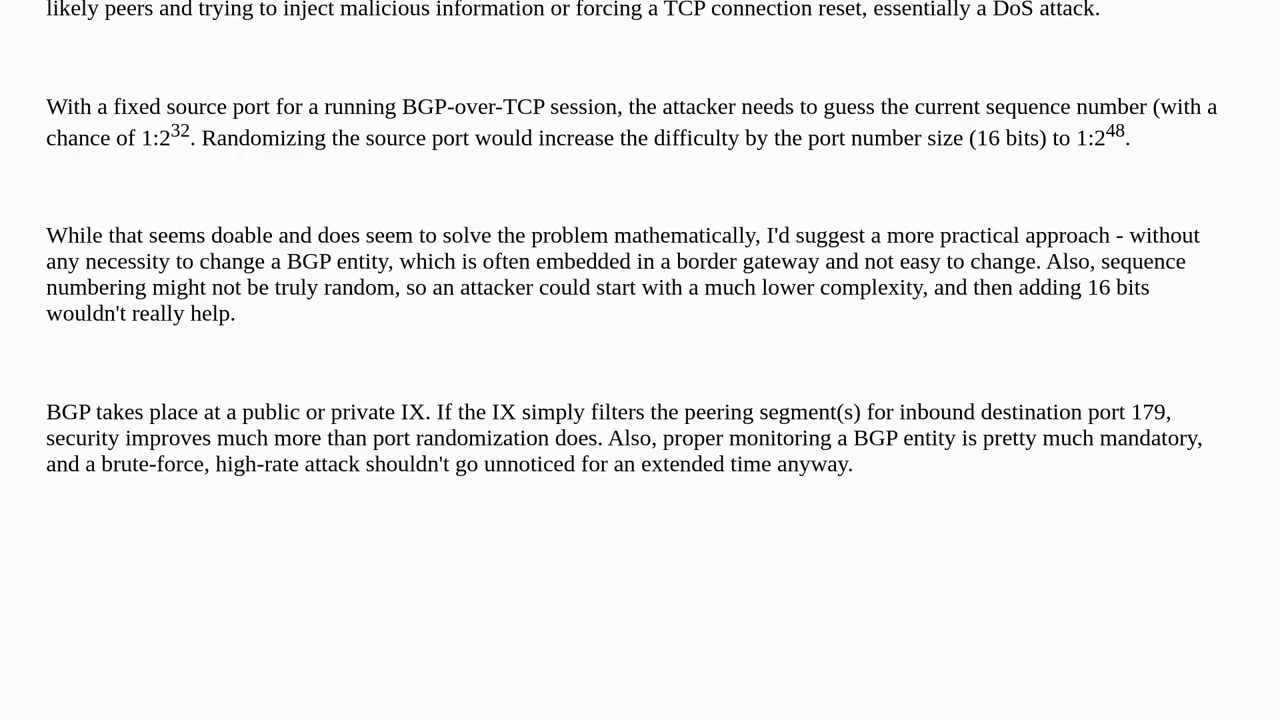 likely peers and trying to inject malicious information or forcing a TCP connection reset, essentially a DoS attack.
With a fixed source port for a running BGP-over-TCP session, the attacker needs to guess the current sequence number (with a
chance of 1:2^32. Randomizing the source port would increase the difficulty by the port number size (16 bits) to 1:2^48.
While that seems doable and does seem to solve the problem mathematically, I'd suggest a more practical approach - without
any necessity to change a BGP entity, which is often embedded in a border gateway and not easy to change. Also, sequence
numbering might not be truly random, so an attacker could start with a much lower complexity, and then adding 16 bits
wouldn't really help.
BGP takes place at a public or private IX. If the IX simply filters the peering segment(s) for inbound destination port 179,
security improves much more than port randomization does. Also, proper monitoring a BGP entity is pretty much mandatory,
and a brute-force, high-rate attack shouldn't go unnoticed for an extended time anyway.